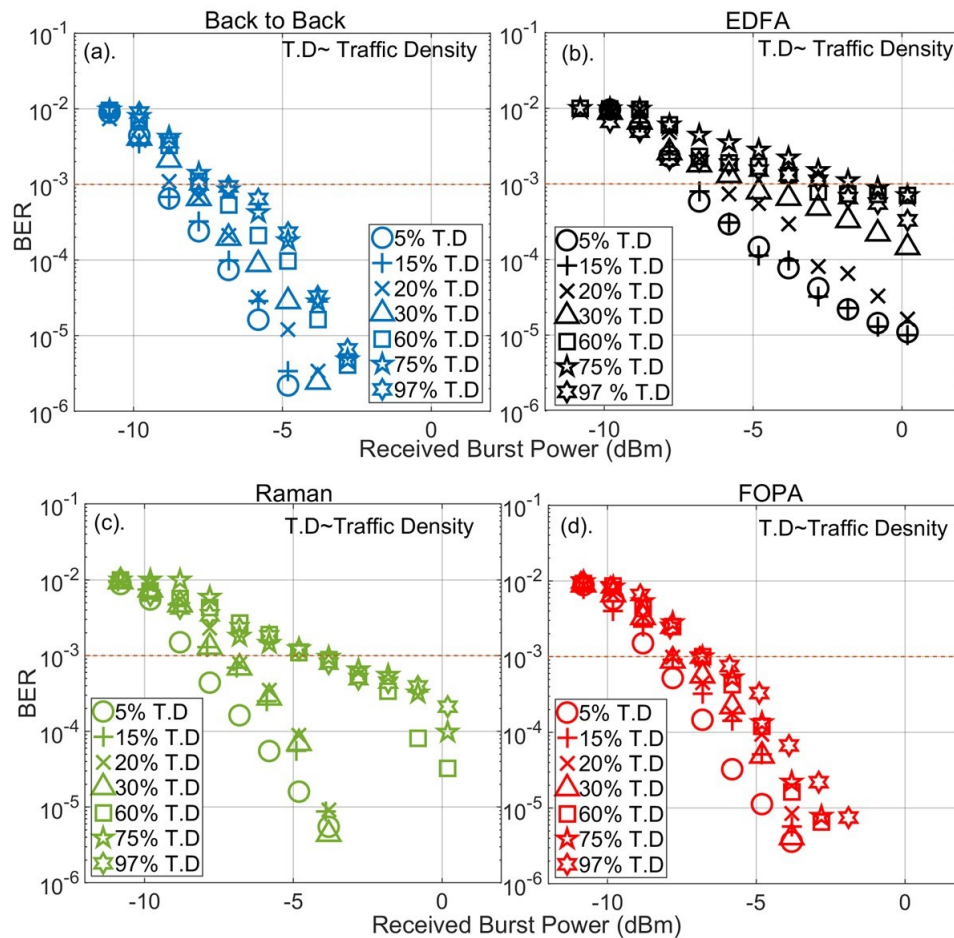 Back to Back
(a).
T.D~ Traffic Density
10^-1
10^-2
10^-3
10^-4
10^-5
10^-6
BER
5% T.D
15% T.D
20% T.D
30% T.D
60% T.D
75% T.D
97% T.D
-10
-5
0
EDFA
(b).
T.D~ Traffic Density
10^-1
10^-2
10^-3
10^-4
10^-5
10^-6
5% T.D
15% T.D
20% T.D
30% T.D
60% T.D
75% T.D
97 % T.D
-10
-5
0
Received Burst Power (dBm)
Raman
(c).
T.D~Traffic Density
10^-1
10^-2
10^-3
10^-4
10^-5
10^-6
BER
5% T.D
15% T.D
20% T.D
30% T.D
60% T.D
75% T.D
97% T.D
-10
-5
0
FOPA
(d).
T.D~Traffic Desnity
10^-1
10^-2
10^-3
10^-4
10^-5
10^-6
5% T.D
15% T.D
20% T.D
30% T.D
60% T.D
75% T.D
97% T.D
-10
-5
0
Received Burst Power (dBm)